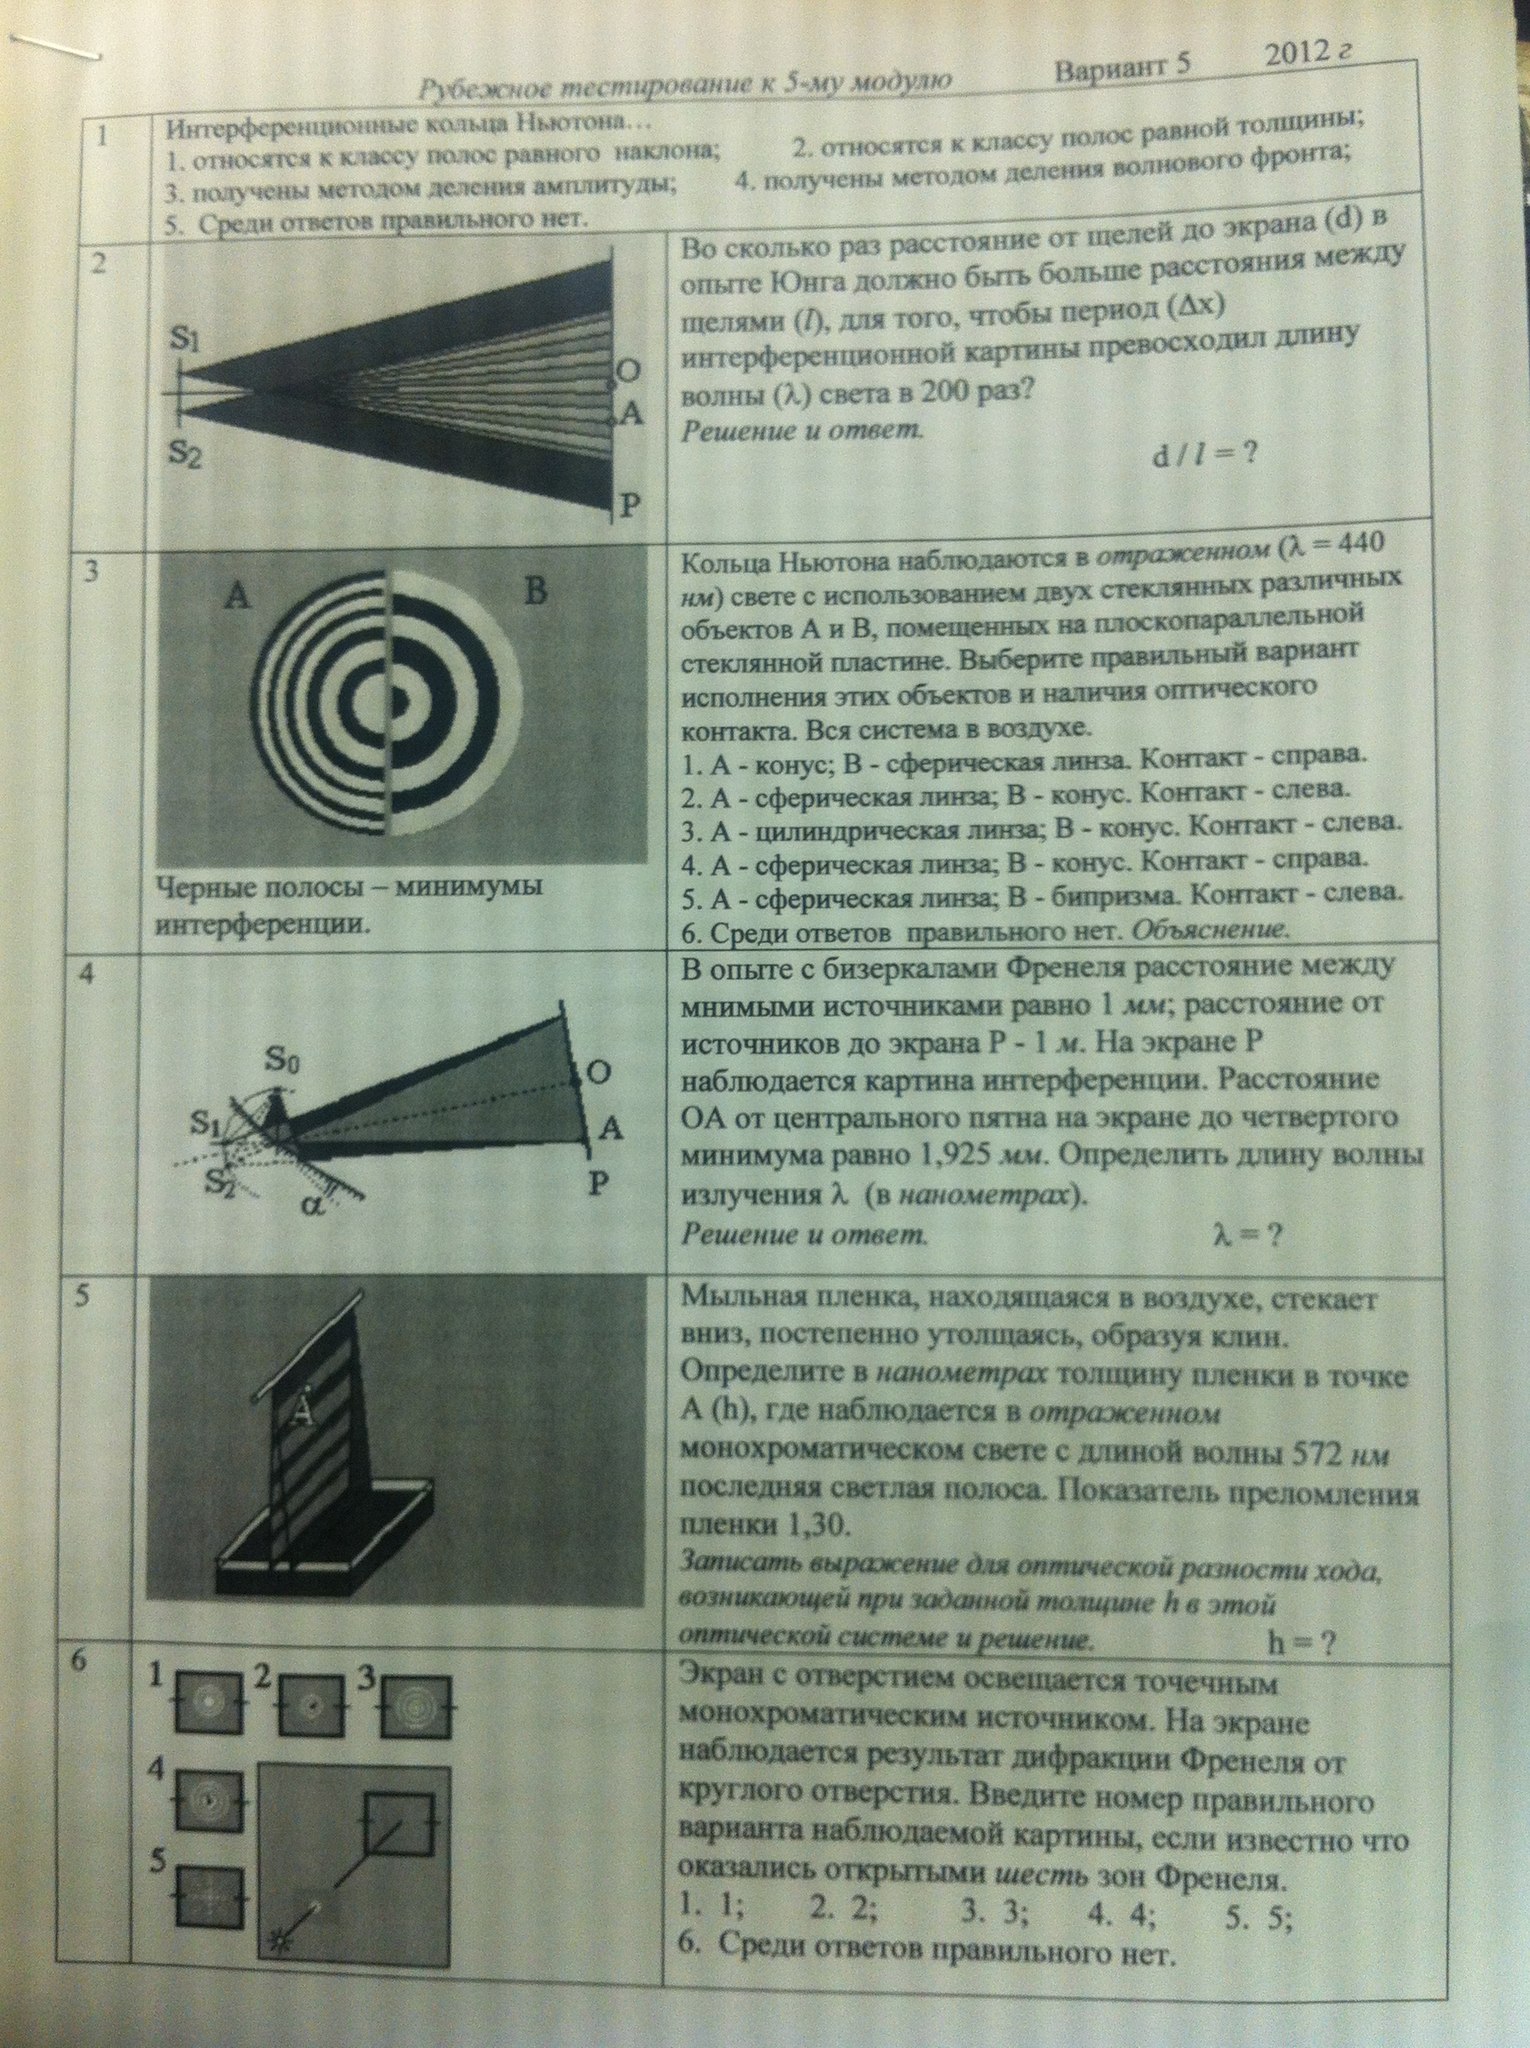 Рубежное тестирование к 5-му модулю Вариант 5 2012 г
1
Интерференционные кольца Ньютона…
1. относятся к классу полос равного наклона; 2. относятся к классу полос равной толщины;
3. получены методом деления амплитуды; 4. получены методом деления волнового фронта;
5. Среди ответов правильного нет.
2
S1
S2
O
A
P
Во сколько раз расстояние от щелей до экрана (d) в
опыте Юнга должно быть больше расстояния между
щелями (l), для того, чтобы период (Δx)
интерференционной картины превосходил длину
волны (λ) света в 200 раз?
Решение и ответ.
d / l = ?
3
A B
Черные полосы – минимумы
интерференции.
Кольца Ньютона наблюдаются в отраженном (λ = 440
нм) свете с использованием двух стеклянных различных
объектов А и В, помещенных на плоскопараллельной
стеклянной пластине. Выберите правильный вариант
исполнения этих объектов и наличия оптического
контакта. Вся система в воздухе.
1. А - конус; В - сферическая линза. Контакт - справа.
2. А - сферическая линза; В - конус. Контакт - слева.
3. А - цилиндрическая линза; В - конус. Контакт - слева.
4. А - сферическая линза; В - конус. Контакт - справа.
5. А - сферическая линза; В - бипризма. Контакт - слева.
6. Среди ответов правильного нет. Объяснение.
4
S0
S1
S2
α
O
A
P
В опыте с бизеркалами Френеля расстояние между
мнимыми источниками равно 1 мм; расстояние от
источников до экрана Р - 1 м. На экране Р
наблюдается картина интерференции. Расстояние
ОА от центрального пятна на экране до четвертого
минимума равно 1,925 мм. Определить длину волны
излучения λ (в нанометрах).
Решение и ответ. λ = ?
5
A
Мыльная пленка, находящаяся в воздухе, стекает
вниз, постепенно утолщаясь, образуя клин.
Определите в нанометрах толщину пленки в точке
А (h), где наблюдается в отраженном
монохроматическом свете с длиной волны 572 нм
последняя светлая полоса. Показатель преломления
пленки 1,30.
Записать выражение для оптической разности хода,
возникающей при заданной толщине h в этой
оптической системе и решение. h = ?
6
1 2 3
4
5
Экран с отверстием освещается точечным
монохроматическим источником. На экране
наблюдается результат дифракции Френеля от
круглого отверстия. Введите номер правильного
варианта наблюдаемой картины, если известно что
оказались открытыми шесть зон Френеля.
1. 1; 2. 2; 3. 3; 4. 4; 5. 5;
6. Среди ответов правильного нет.